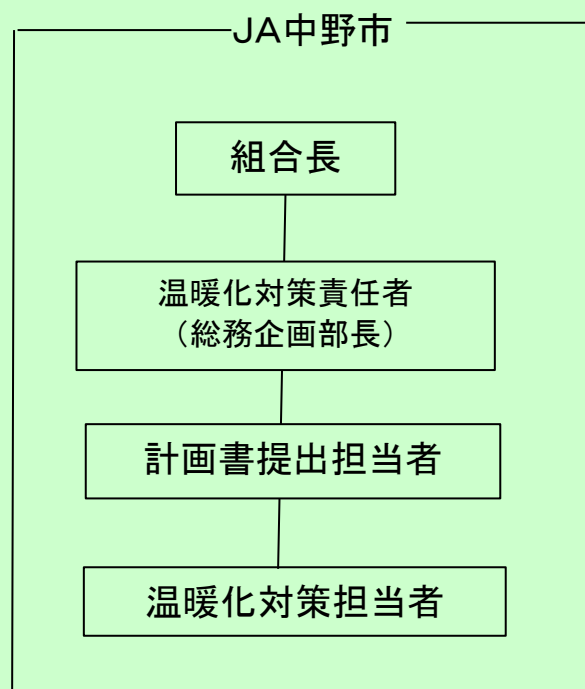 JA中野市
組合長
温暖化対策責任者
（総務企画部長）
計画書提出担当者
温暖化対策担当者